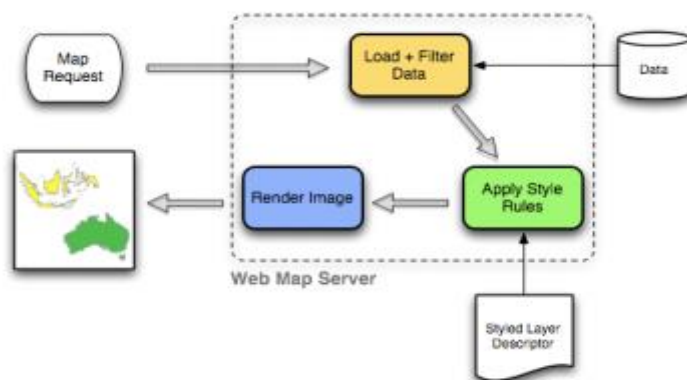 Map
Request
Load + Filter
Data
Data
Render Image
Apply Style
Rules
Web Map Server
Styled Layer
Descriptor